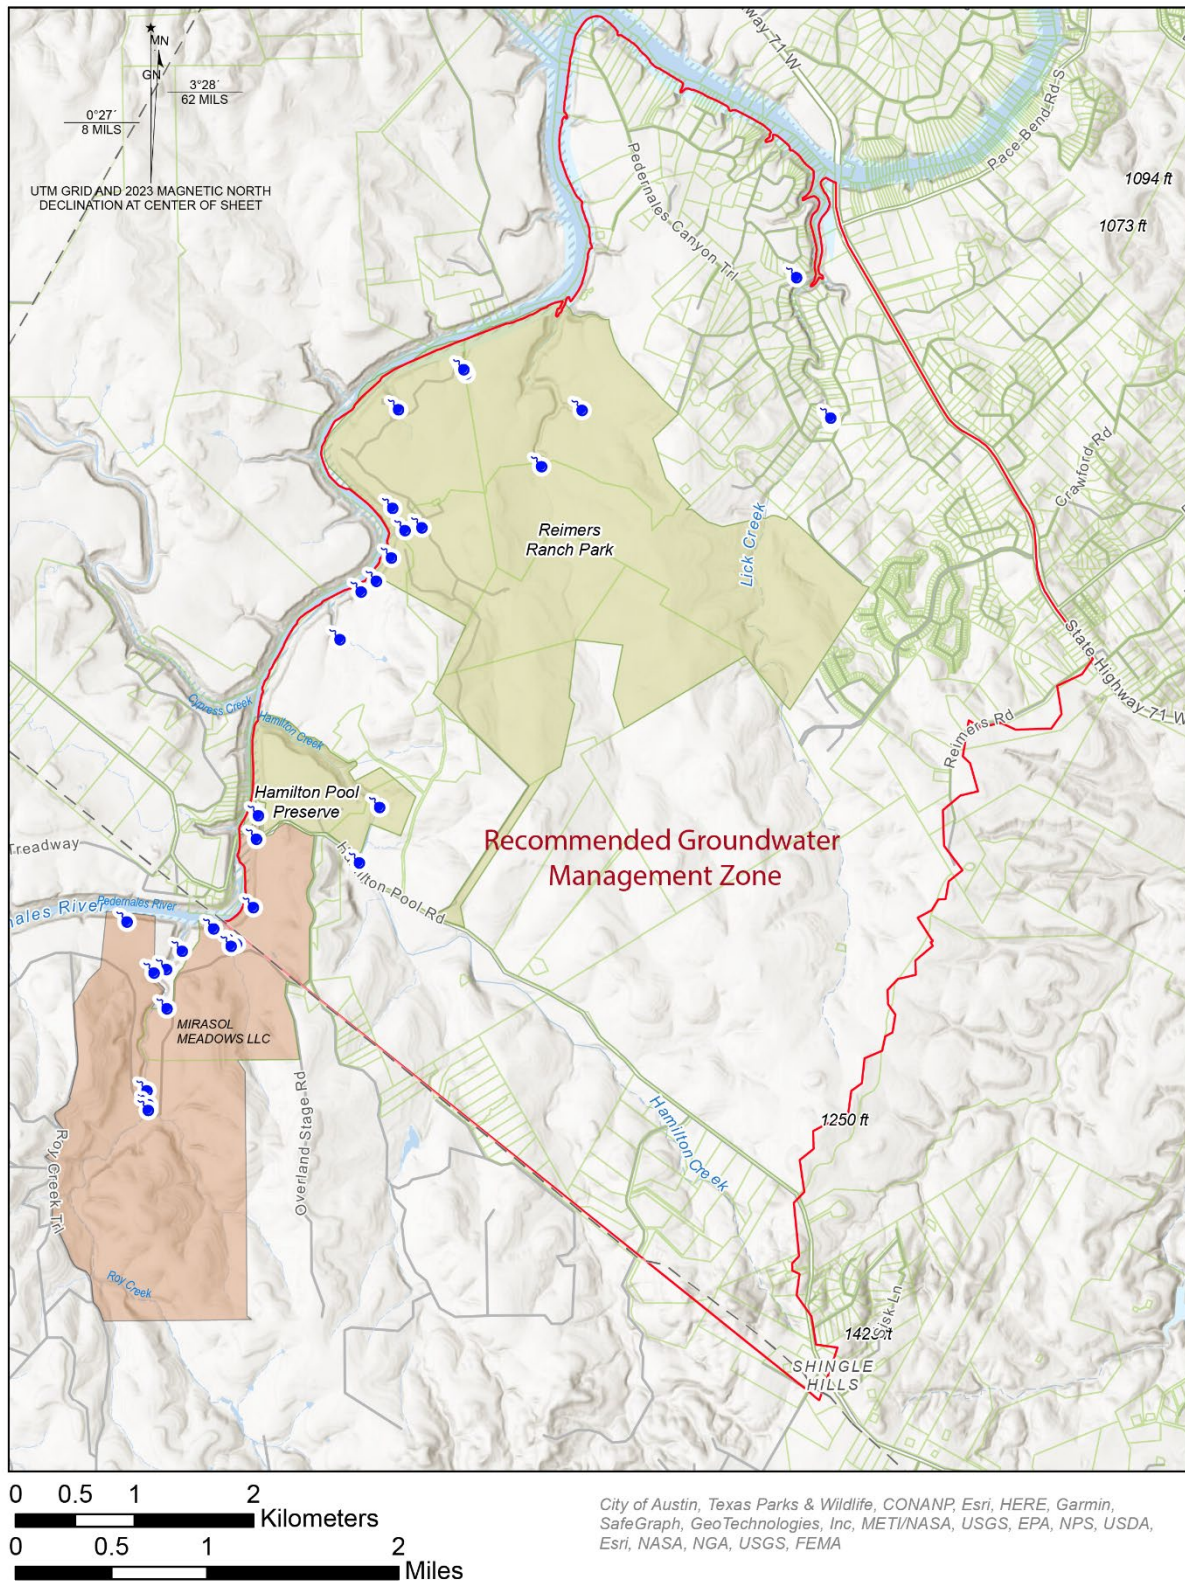 MN
GN
3°28´
62 MILS
0°27´
8 MILS
UTM GRID AND 2023 MAGNETIC NORTH
DECLINATION AT CENTER OF SHEET
Pace Bend Rd S
1094 ft
1073 ft
Pedernales Canyon Trl
Crawford Rd
Lick Creek
Reimers
Ranch Park
State Highway 71 W
Reimers Rd
Cypress Creek
Hamilton Creek
Hamilton Pool
Preserve
Treadway
Recommended Groundwater
Management Zone
Pool Rd
Pedernales River
River
MIRASOL
MEADOWS LLC
Overland-Stage-Rd
Roy Creek Trl
Hamilton Creek
1250 ft
Roy Creek
Sisk Ln
SHINGLE
HILLS
0 0.5 1 2
Kilometers
0 0.5 1 2
Miles
City of Austin, Texas Parks & Wildlife, CONANP, Esri, HERE, Garmin,
SafeGraph, GeoTechnologies, Inc, METI/NASA, USGS, EPA, NPS, USDA,
Esri, NASA, NGA, USGS, FEMA